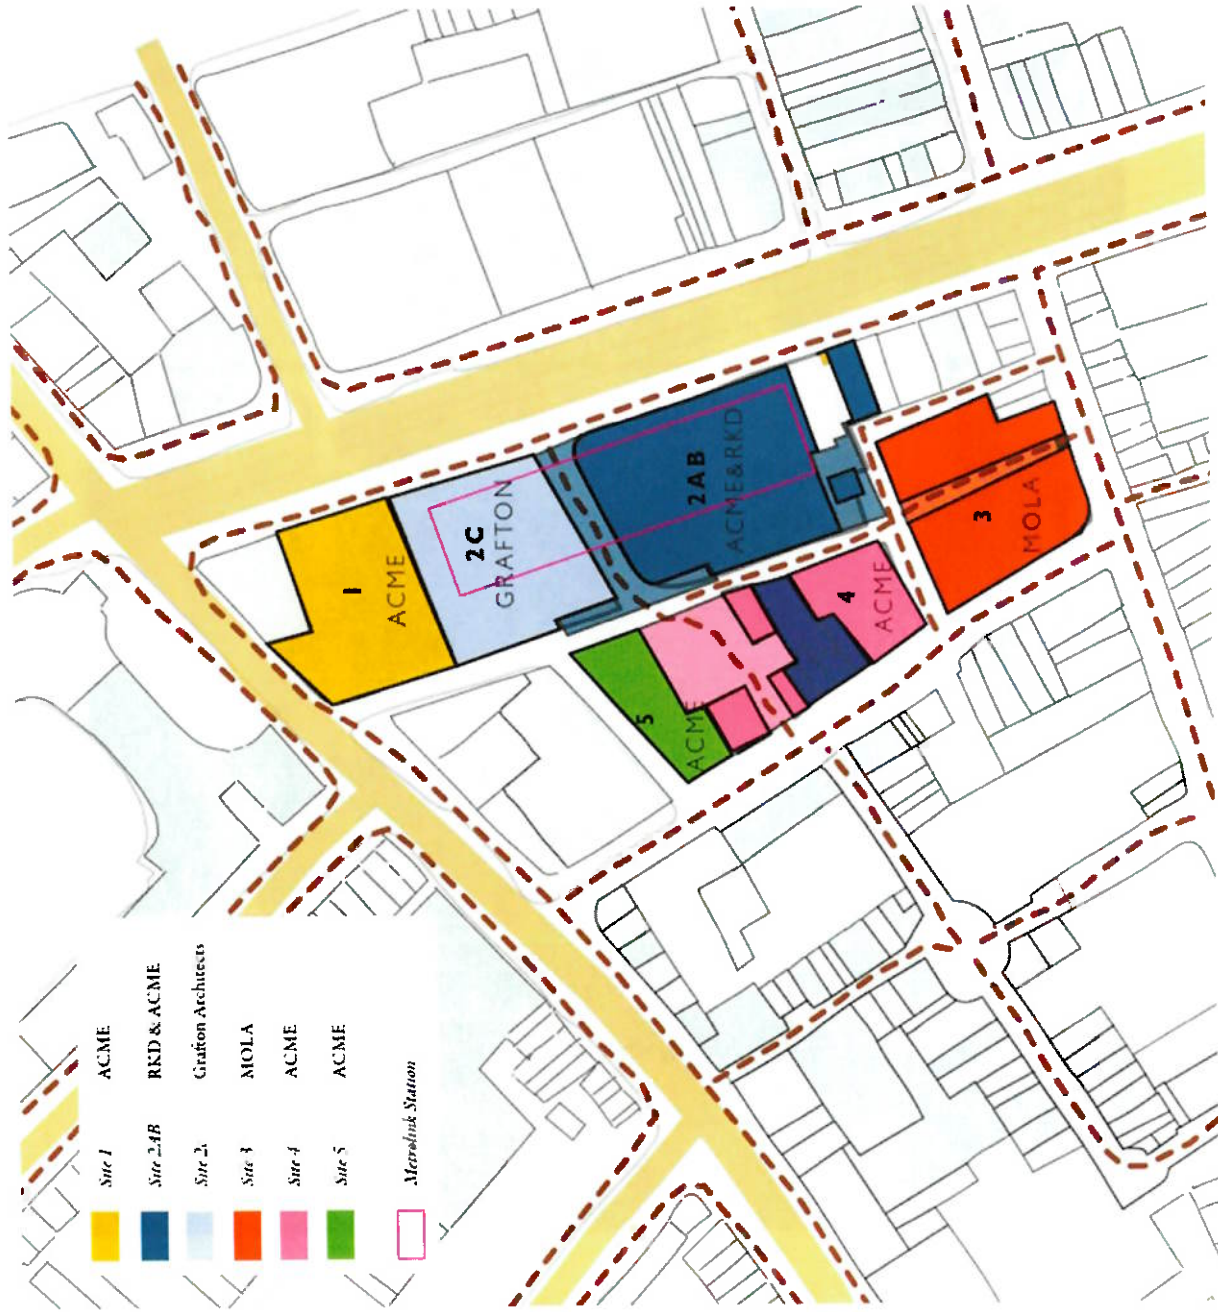 Site 1 ACME
Site 2AB RKD & ACME
Site 2c Grafton Architects
Site 3 MOLA
Site 4 ACME
Site 5 ACME
Metrolink Station
1
ACME
2C
GRAFTON
2AB
ACME&RKD
3
MOLA
4
ACME
5
ACME